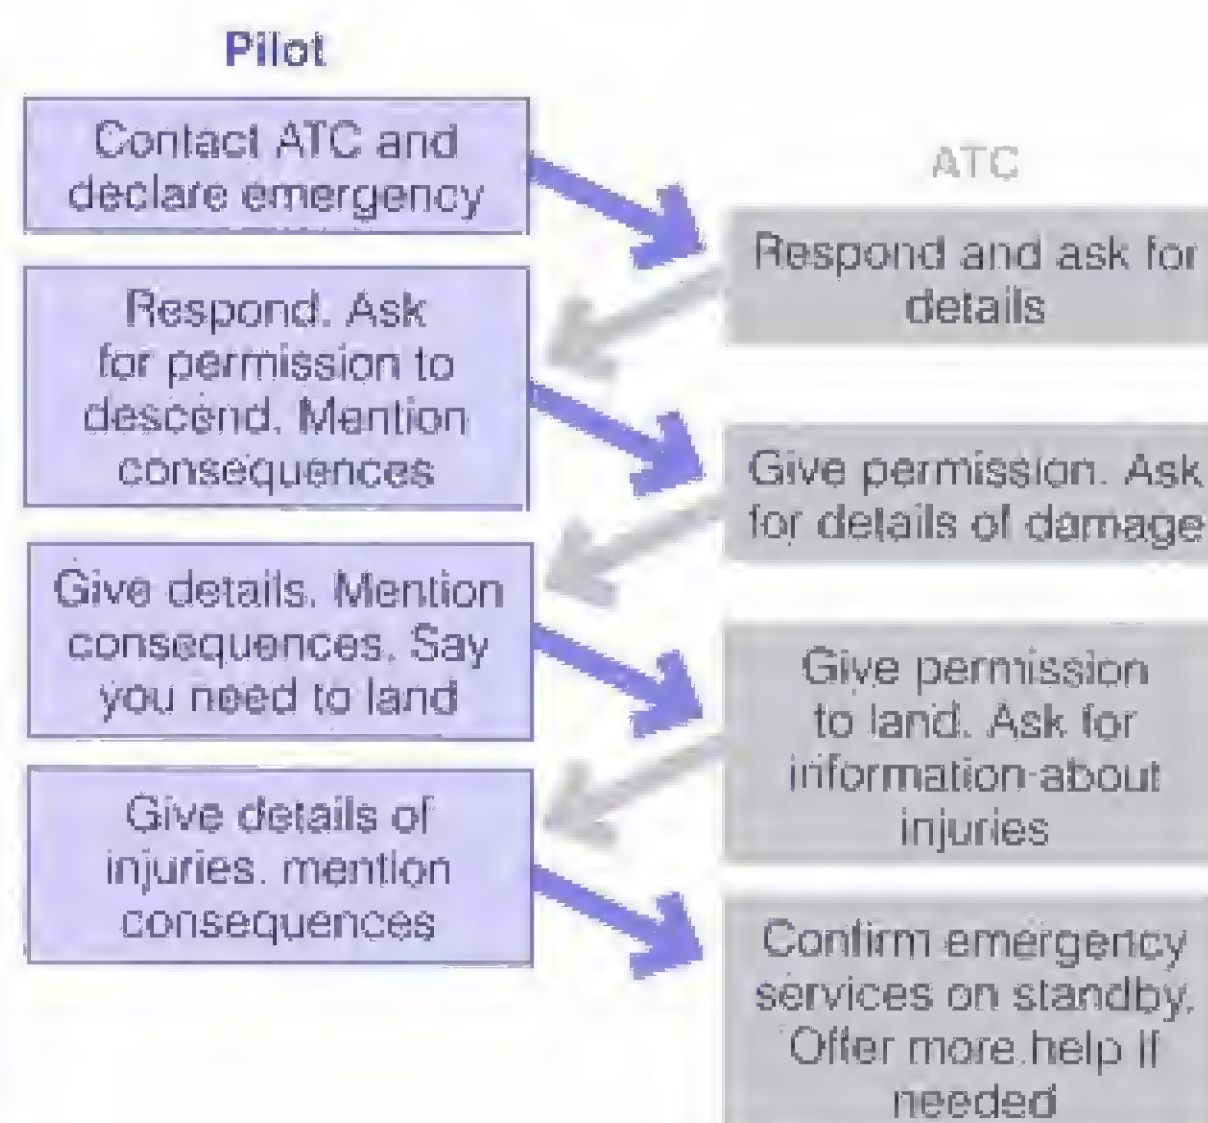 Pilot
Contact ATC and
declare emergency
ATC
Respond and ask for
details
Respond. Ask
for permission to
descend. Mention
consequences
Give permission. Ask
for details of damage
Give details. Mention
consequences. Say
you need to land
Give permission
to land. Ask for
information about
injuries
Give details of
injuries. mention
consequences
Confirm emergency
services on standby.
Offer more help if
needed